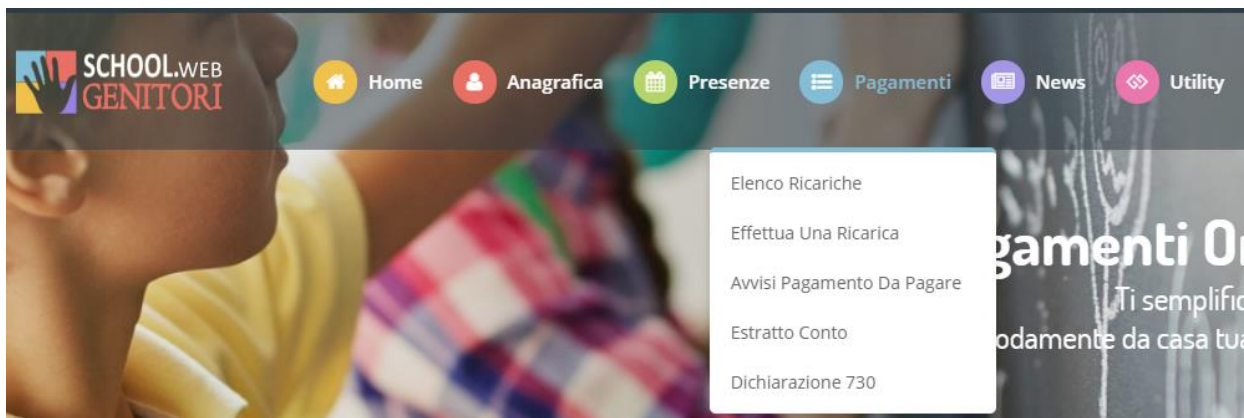 SCHOOL.WEB
GENITORI
Home
Anagrafica
Presenze
Pagamenti
News
Utility
Elenco Ricariche
Effettua Una Ricarica
Avvisi Pagamento Da Pagare
Estratto Conto
Dichiarazione 730
gamenti O
Ti semplific
odamente da casa tua